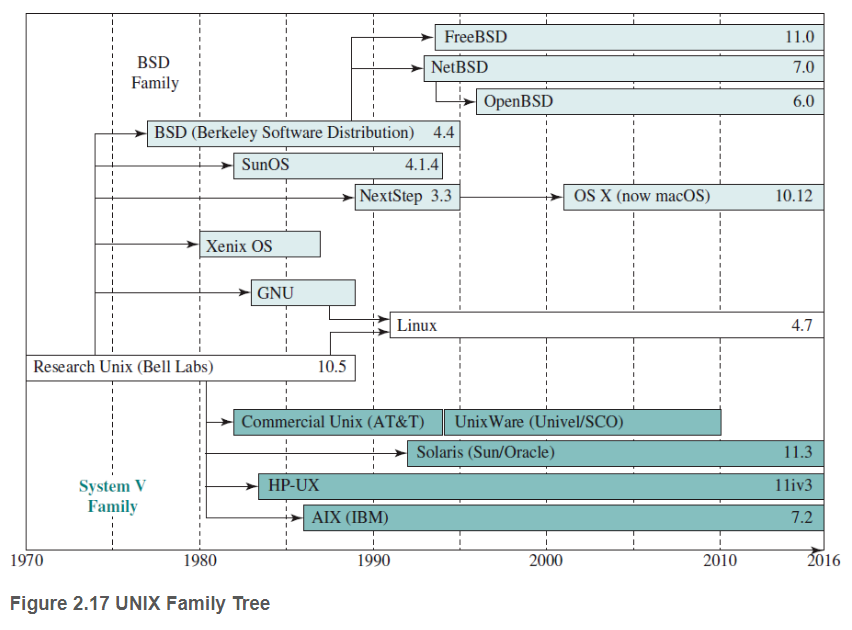 FreeBSD 11.0
BSD
Family
NetBSD 7.0
OpenBSD 6.0
BSD (Berkeley Software Distribution) 4.4
SunOS 4.1.4
NextStep 3.3
OS X (now macOS) 10.12
Xenix OS
GNU
Linux 4.7
Research Unix (Bell Labs) 10.5
Commercial Unix (AT&T)
UnixWare (Univel/SCO)
Solaris (Sun/Oracle) 11.3
System V
Family
HP-UX 11iv3
AIX (IBM) 7.2
1970 1980 1990 2000 2010 2016
Figure 2.17 UNIX Family Tree